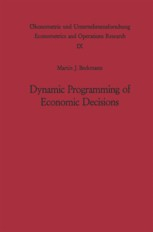 Ökonometrie und Unternehmensforschung
Econometrics and Operations Research
IX
Martin J. Beckmann
Dynamic Programming of
Economic Decisions